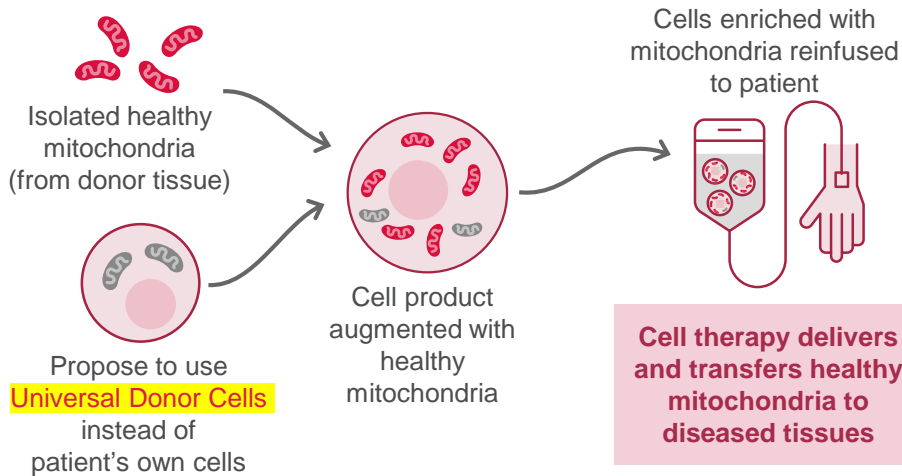 Isolated healthy
mitochondria
(from donor tissue)
Propose to use
Universal Donor Cells
instead of
patient's own cells
Cell product
augmented with
healthy
mitochondria
Cells enriched with
mitochondria reinfused
to patient
Cell therapy delivers
and transfers healthy
mitochondria to
diseased tissues